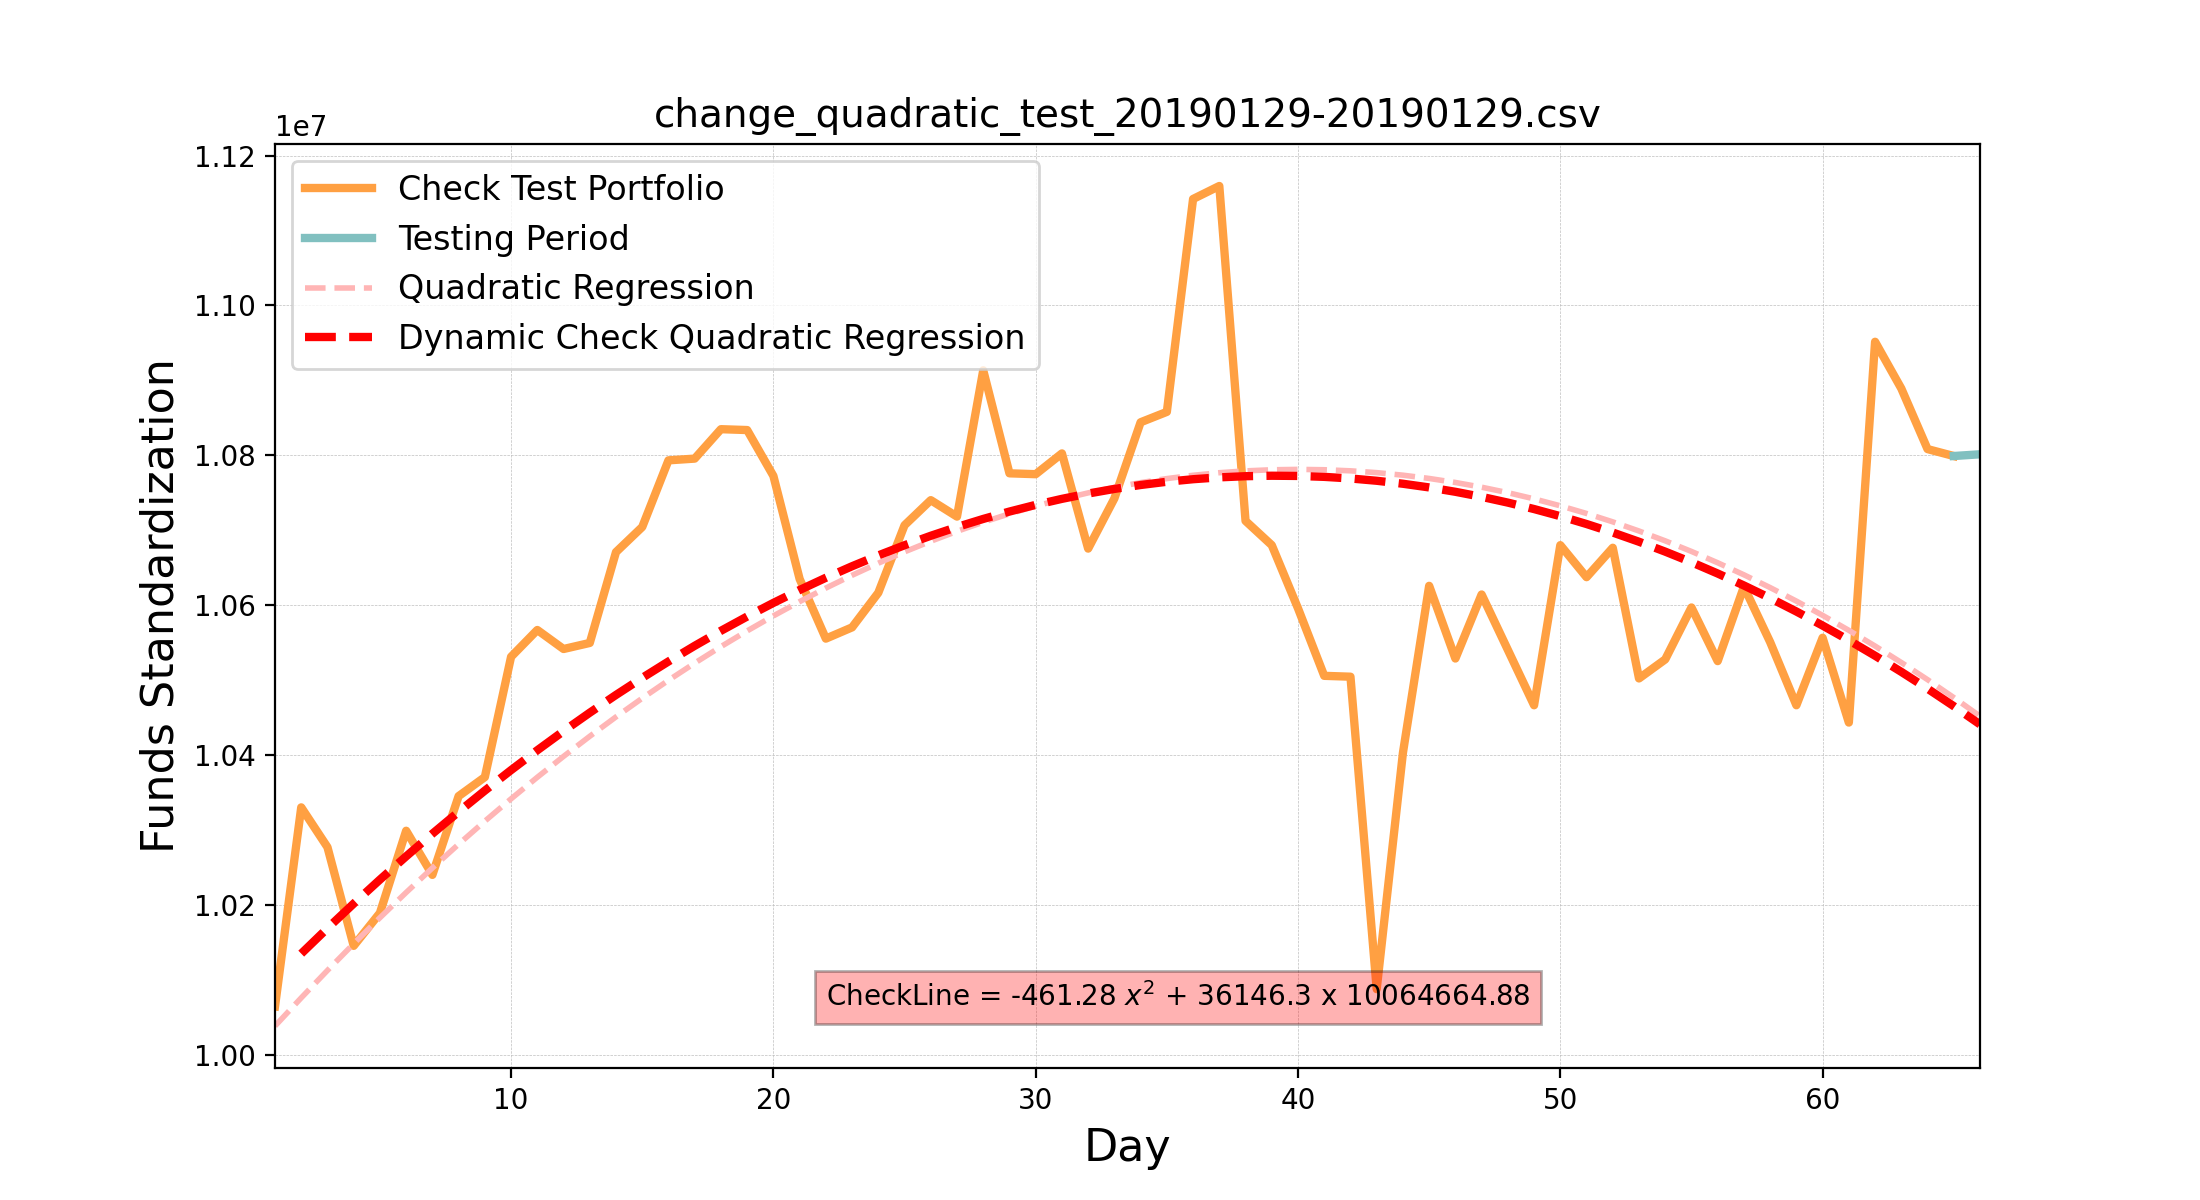 change_quadratic_test_20190129-20190129.csv
1e7
1.12
1.10
1.08
1.06
1.04
1.02
1.00
Funds Standardization
Check Test Portfolio
Testing Period
Quadratic Regression
Dynamic Check Quadratic Regression
CheckLine = -461.28 x² + 36146.3 x 10064664.88
10 20 30 40 50 60
Day